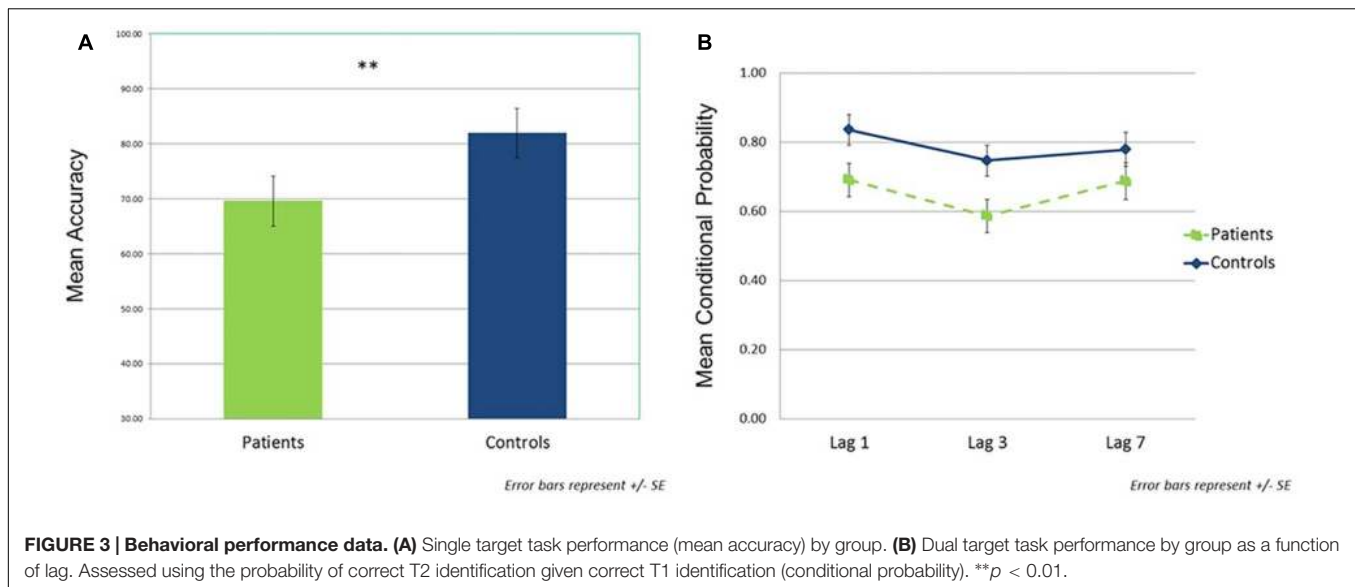 A
**
Mean Accuracy
100.00
90.00
80.00
70.00
60.00
50.00
40.00
30.00
Patients
Controls
Error bars represent +/- SE
B
Mean Conditional Probability
1.00
0.80
0.60
0.40
0.20
0.00
Lag 1
Lag 3
Lag 7
Patients
Controls
Error bars represent +/- SE
FIGURE 3 | Behavioral performance data. (A) Single target task performance (mean accuracy) by group. (B) Dual target task performance by group as a function
of lag. Assessed using the probability of correct T2 identification given correct T1 identification (conditional probability). **p < 0.01.